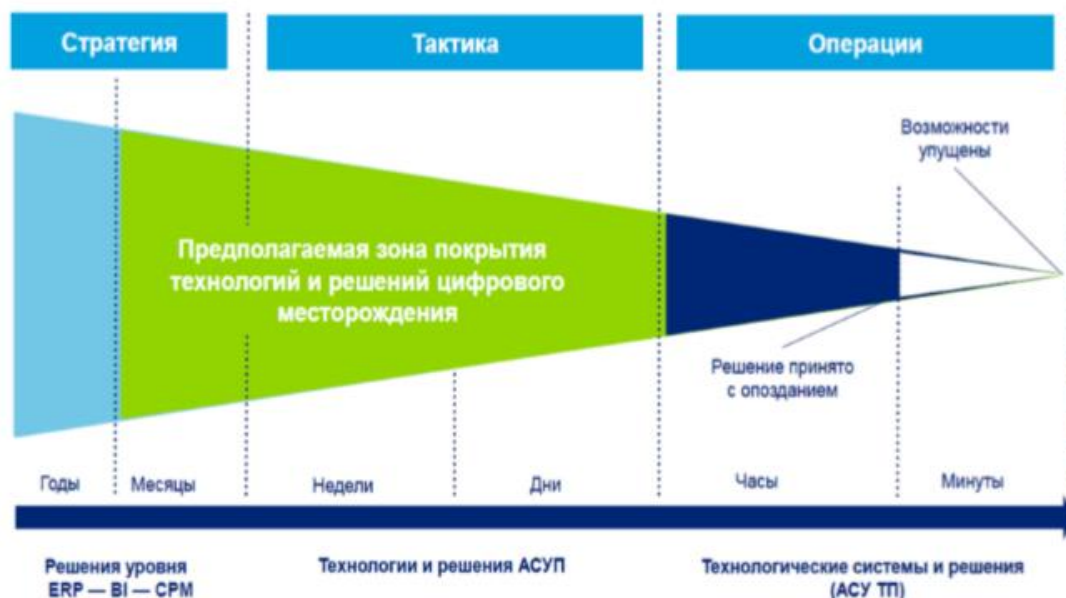 Стратегия
Тактика
Операции
Возможности
упущены
Предполагаемая зона покрытия
технологий и решений цифрового
месторождения
Решение принято
с опозданием
Годы
Месяцы
Недели
Дни
Часы
Минуты
Решения уровня
ERP — BI — CPM
Технологии и решения АСУП
Технологические системы и решения
(АСУ ТП)